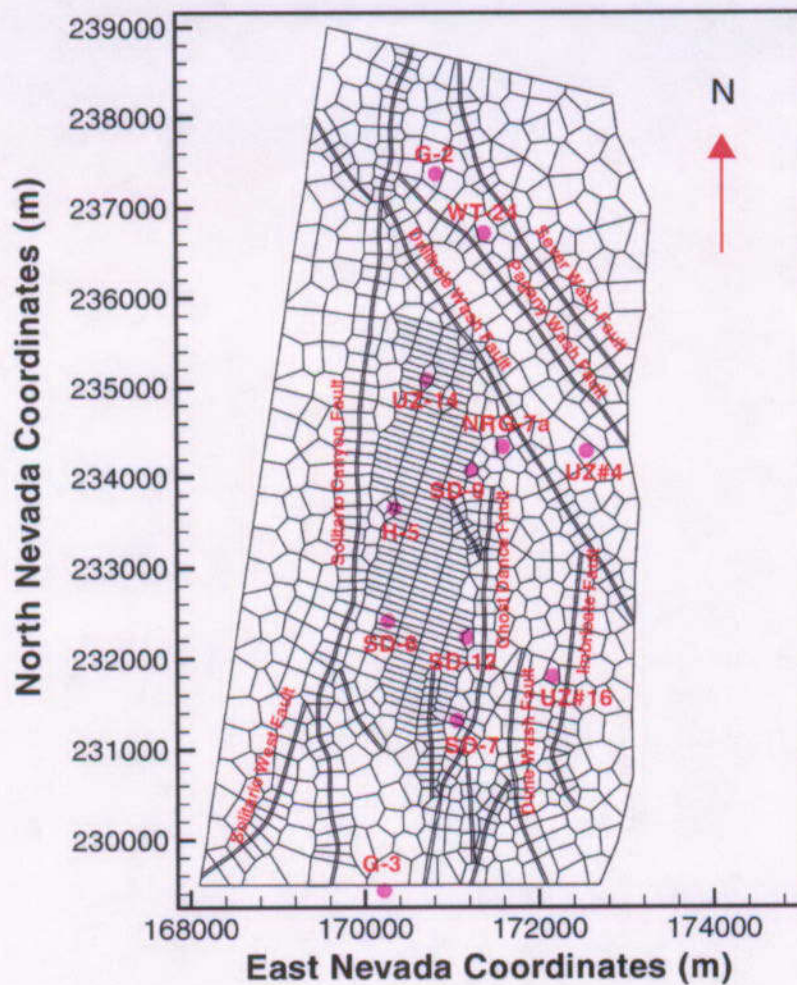 239000
238000
237000
236000
235000
234000
233000
232000
231000
230000
North Nevada Coordinates (m)
168000
170000
172000
174000
East Nevada Coordinates (m)
N
G-2
WT-24
Sever Wash Fault
Pagany Wash Fault
Drillhole Wash Fault
UZ-14
NRG-7a
UZ#4
SD-9
Solitario Canyon Fault
H-5
Ghost Dance Fault
Imbricate Fault
SD-6
SD-12
UZ#16
SD-7
Dune Wash Fault
Solitario West Fault
G-3